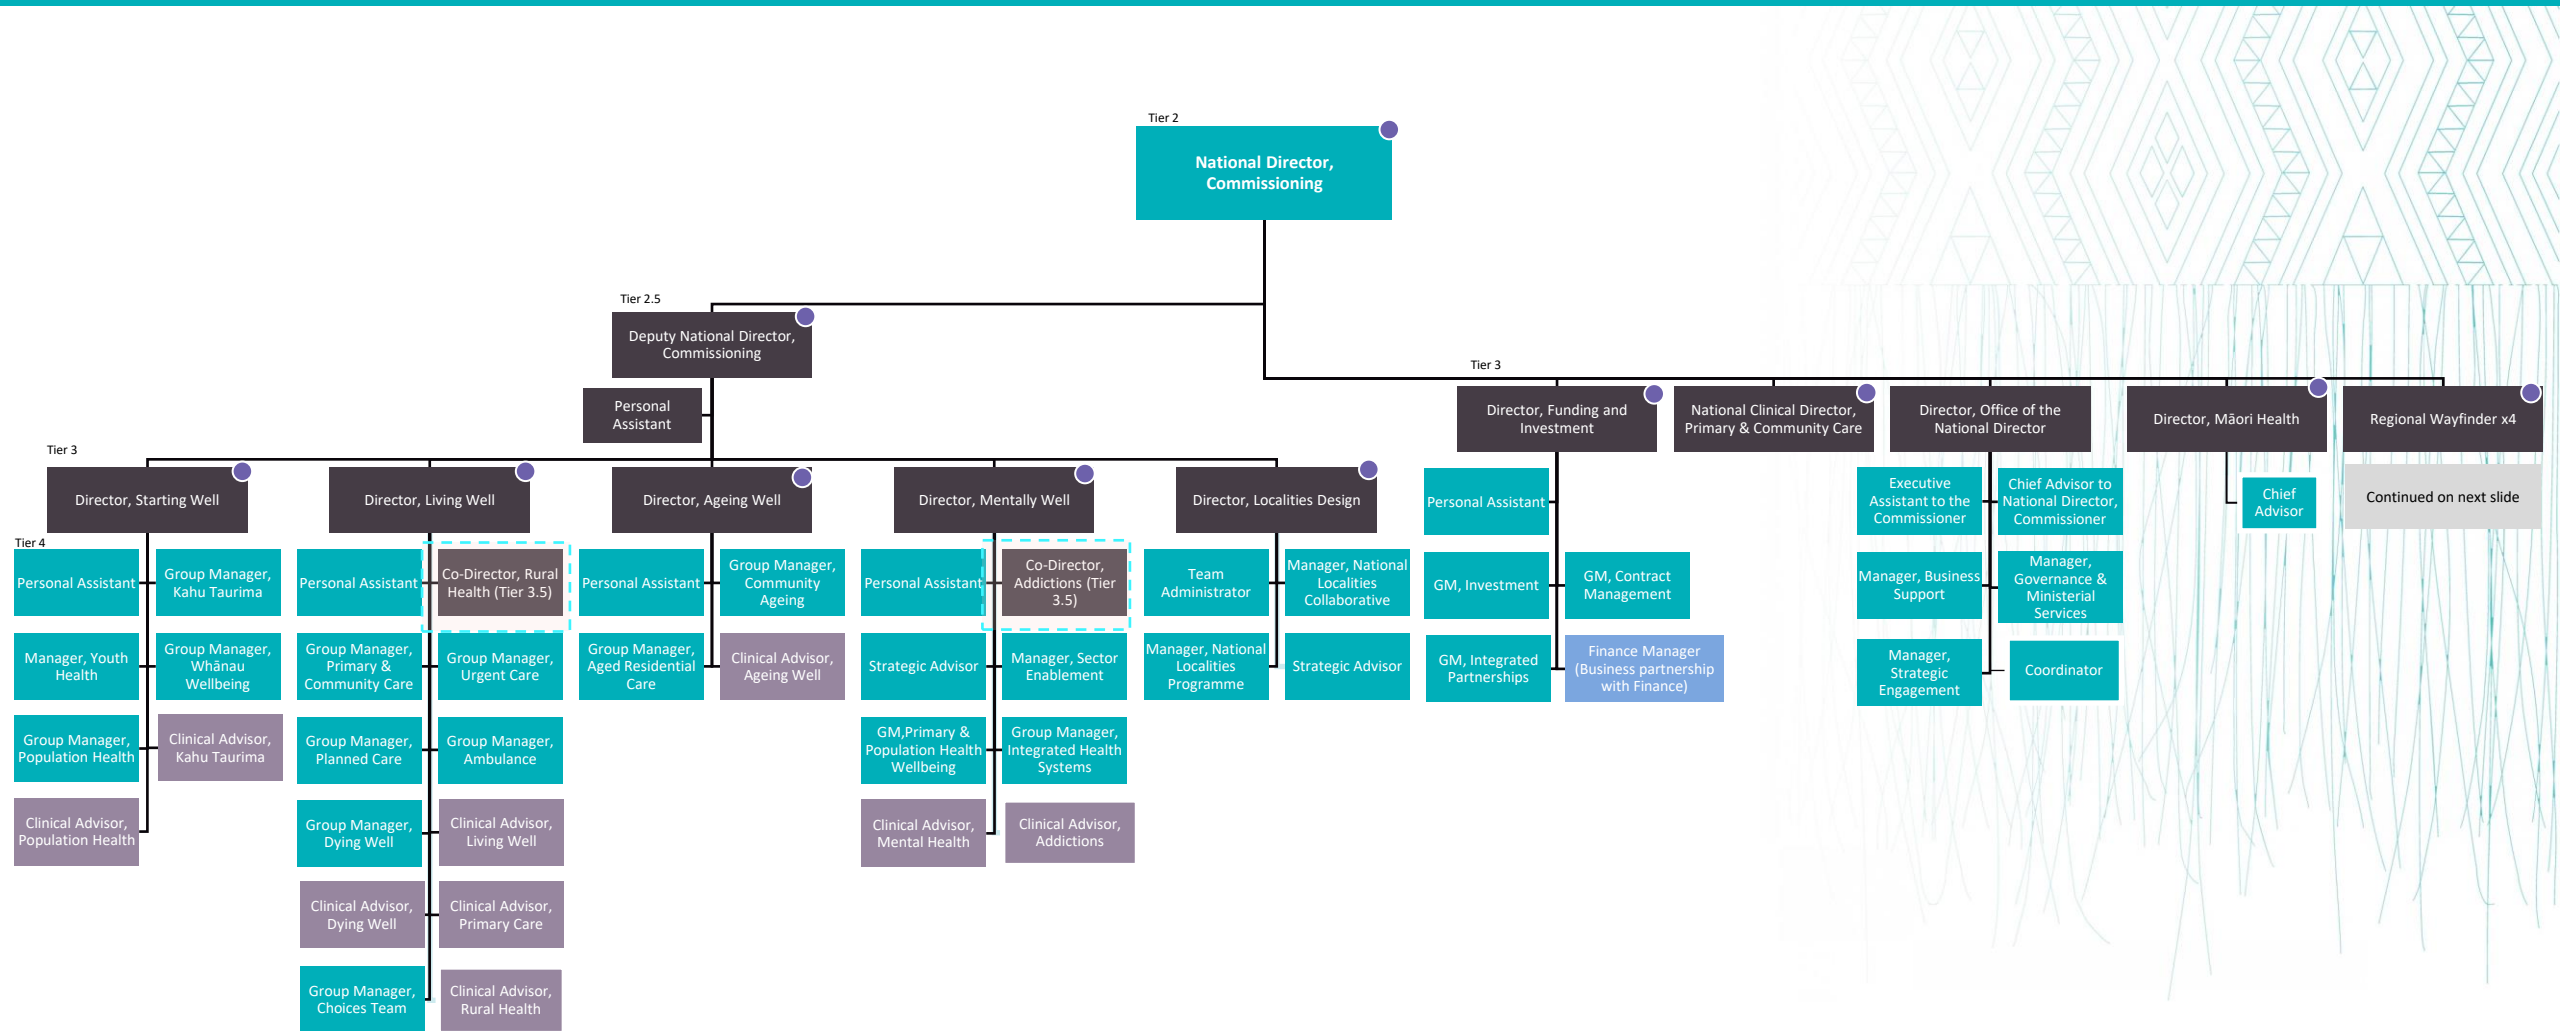 Tier 2
National Director,
Commissioning
Tier 2.5
Deputy National Director,
Commissioning
Personal
Assistant
Tier 3
Director, Starting Well
Director, Living Well
Director, Ageing Well
Director, Mentally Well
Director, Localities Design
Tier 3
Director, Funding and
Investment
National Clinical Director,
Primary & Community Care
Director, Office of the
National Director
Director, Māori Health
Regional Wayfinder x4
Tier 4
Personal Assistant
Group Manager,
Kahu Taurima
Manager, Youth
Health
Group Manager,
Whānau
Wellbeing
Group Manager,
Population Health
Clinical Advisor,
Kahu Taurima
Clinical Advisor,
Population Health
Personal Assistant
Co-Director, Rural
Health (Tier 3.5)
Group Manager,
Primary &
Community Care
Group Manager,
Urgent Care
Group Manager,
Planned Care
Group Manager,
Ambulance
Group Manager,
Dying Well
Clinical Advisor,
Living Well
Clinical Advisor,
Dying Well
Clinical Advisor,
Primary Care
Group Manager,
Choices Team
Clinical Advisor,
Rural Health
Personal Assistant
Group Manager,
Community
Ageing
Group Manager,
Aged Residential
Care
Clinical Advisor,
Ageing Well
Personal Assistant
Co-Director,
Addictions (Tier
3.5)
Strategic Advisor
Manager, Sector
Enablement
GM,Primary &
Population Health
Wellbeing
Group Manager,
Integrated Health
Systems
Clinical Advisor,
Mental Health
Clinical Advisor,
Addictions
Team
Administrator
Manager, National
Localities
Collaborative
Manager, National
Localities
Programme
Strategic Advisor
Personal Assistant
GM, Investment
GM, Contract
Management
GM, Integrated
Partnerships
Finance Manager
(Business partnership
with Finance)
Executive
Assistant to the
Commissioner
Chief Advisor to
National Director,
Commissioner
Manager, Business
Support
Manager,
Governance &
Ministerial
Services
Manager,
Strategic
Engagement
Coordinator
Chief
Advisor
Continued on next slide